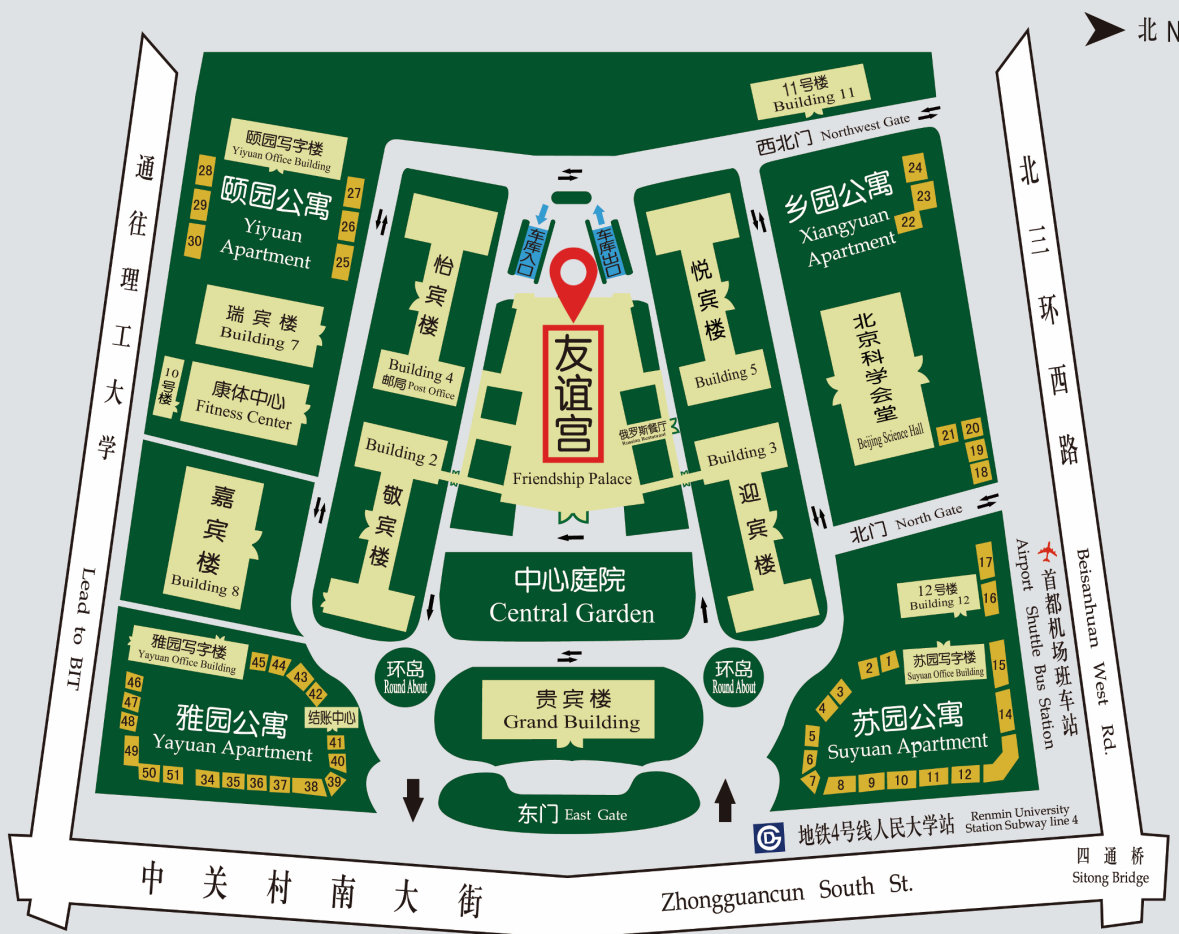 北 N
11号楼
Building 11
西北门 Northwest Gate
颐园写字楼
Yiyuan Office Building
28
29
30
27
26
25
颐园公寓
Yiyuan
Apartment
24
23
22
乡园公寓
Xiangyuan
Apartment
通往理工大学
Lead to BIT
北三环西路
Beisanhuan West Rd.
车库入口
车库出口
怡宾楼
Building 4
邮局 Post Office
悦宾楼
Building 5
友谊宫
Friendship Palace
俄罗斯餐厅
Russian Restaurant
瑞宾楼
Building 7
10号楼
康体中心
Fitness Center
北京科学会堂
Beijing Science Hall
21
20
19
18
Building 2
敬宾楼
Building 3
迎宾楼
嘉宾楼
Building 8
北门 North Gate
中心庭院
Central Garden
17
16
12号楼
Building 12
首都机场班车站
Airport Shuttle Bus Station
雅园写字楼
Yayuan Office Building
45
44
43
42
46
47
48
49
结账中心
雅园公寓
Yayuan Apartment
41
40
39
50
51
34
35
36
37
38
环岛
Round About
贵宾楼
Grand Building
环岛
Round About
2
1
苏园写字楼
Suyuan Office Building
15
3
4
14
苏园公寓
Suyuan Apartment
5
6
7
8
9
10
11
12
东门 East Gate
地铁4号线人民大学站
Renmin University
Station Subway line 4
四通桥
Sitong Bridge
中关村南大街
Zhongguancun South St.